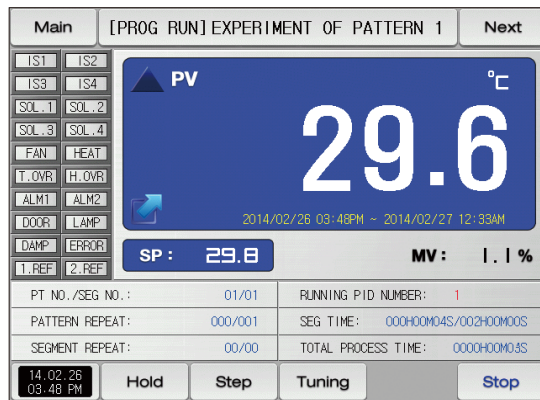 Main [PROG RUN] EXPERIMENT OF PATTERN 1 Next
IS1 IS2
IS3 IS4
SOL.1 SOL.2
SOL.3 SOL.4
FAN HEAT
T.OVR H.OVR
ALM1 ALM2
DOOR LAMP
DAMP ERROR
1.REF 2.REF
PV ℃
29.6
2014/02/26 03:48PM ~ 2014/02/27 12:33AM
SP : 29.8 MV : 1.1 %
PT NO./SEG NO.: 01/01 RUNNING PID NUMBER: 1
PATTERN REPEAT: 000/001 SEG TIME: 000H00M04S/002H00M00S
SEGMENT REPEAT: 00/00 TOTAL PROCESS TIME:
14.02.26
03:48 PM
Hold Step Tuning Stop